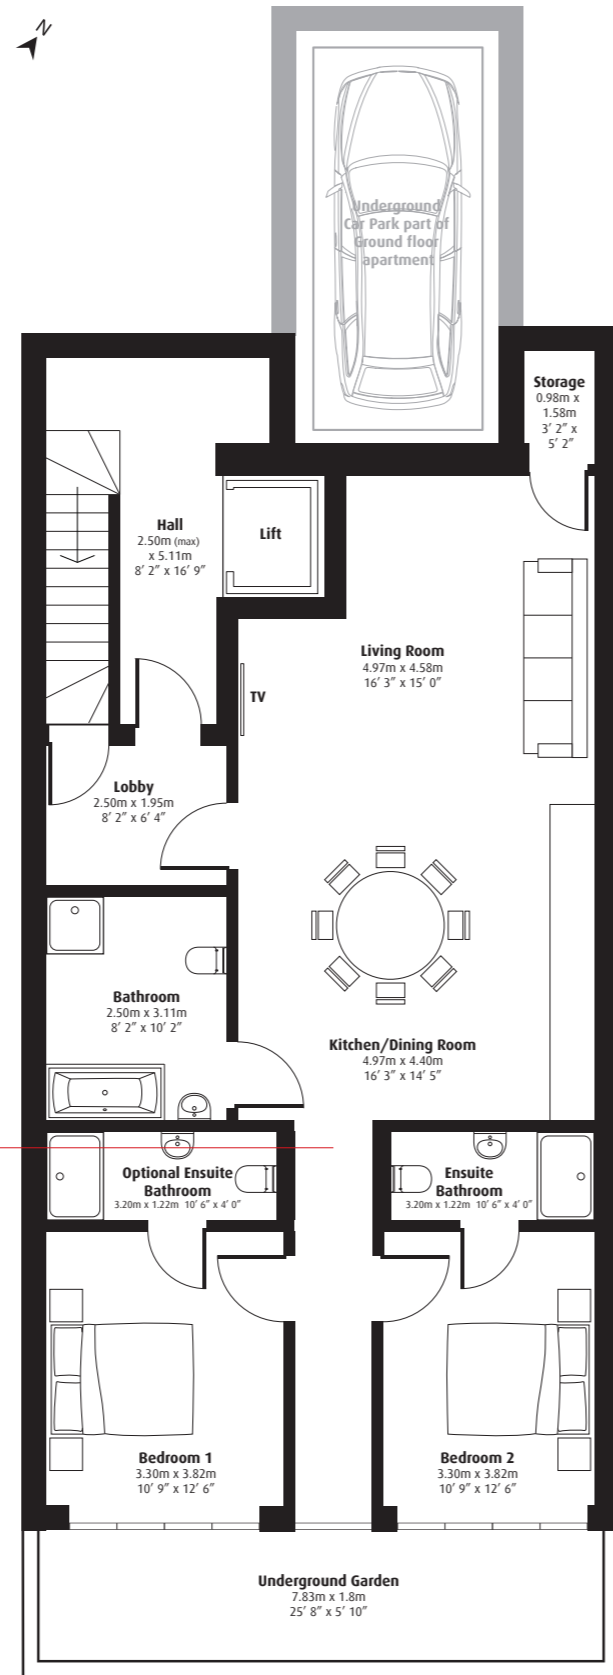 N
Underground
Car Park part of
Ground floor
apartment
Storage
0.98m x
1.58m
3′ 2″ x
5′ 2″
Hall
2.50m (max)
x 5.11m
8′ 2″ x 16′ 9″
Lift
Living Room
4.97m x 4.58m
16′ 3″ x 15′ 0″
TV
Lobby
2.50m x 1.95m
8′ 2″ x 6′ 4″
Bathroom
2.50m x 3.11m
8′ 2″ x 10′ 2″
Kitchen/Dining Room
4.97m x 4.40m
16′ 3″ x 14′ 5″
Optional Ensuite
Bathroom
3.20m x 1.22m 10′ 6″ x 4′ 0″
Ensuite
Bathroom
3.20m x 1.22m 10′ 6″ x 4′ 0″
Bedroom 1
3.30m x 3.82m
10′ 9″ x 12′ 6″
Bedroom 2
3.30m x 3.82m
10′ 9″ x 12′ 6″
Underground Garden
7.83m x 1.8m
25′ 8″ x 5′ 10″